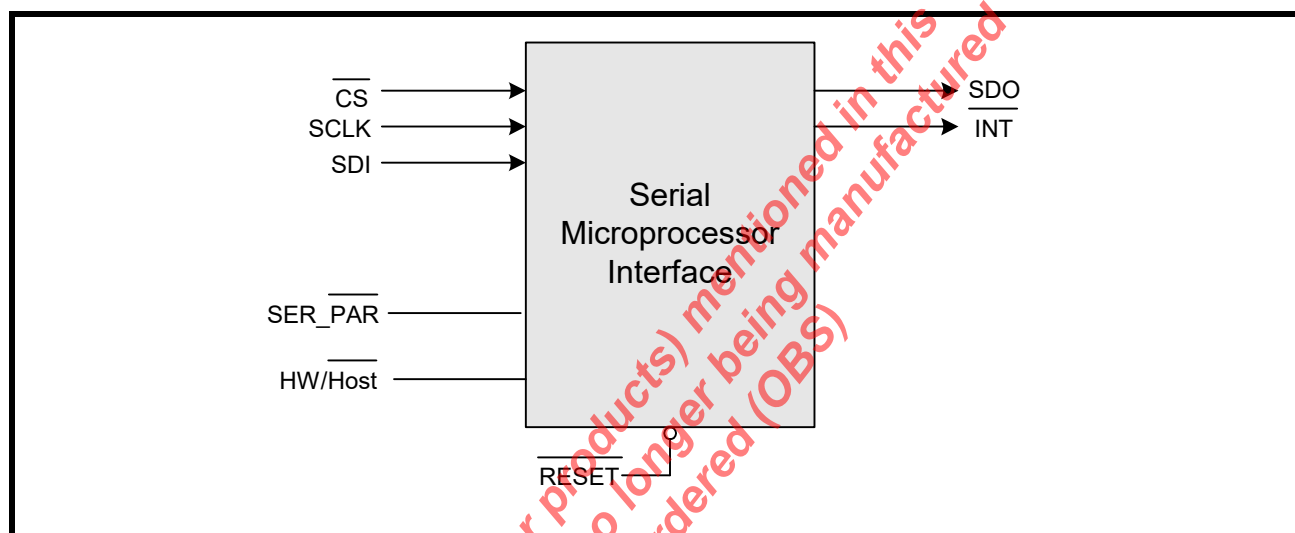 CS
SCLK
SDI
SER_PAR
HW/Host
Serial
Microprocessor
Interface
SDO
INT
RESET
r products) mentioned in this
o longer being manufactured
rdered (OBS)